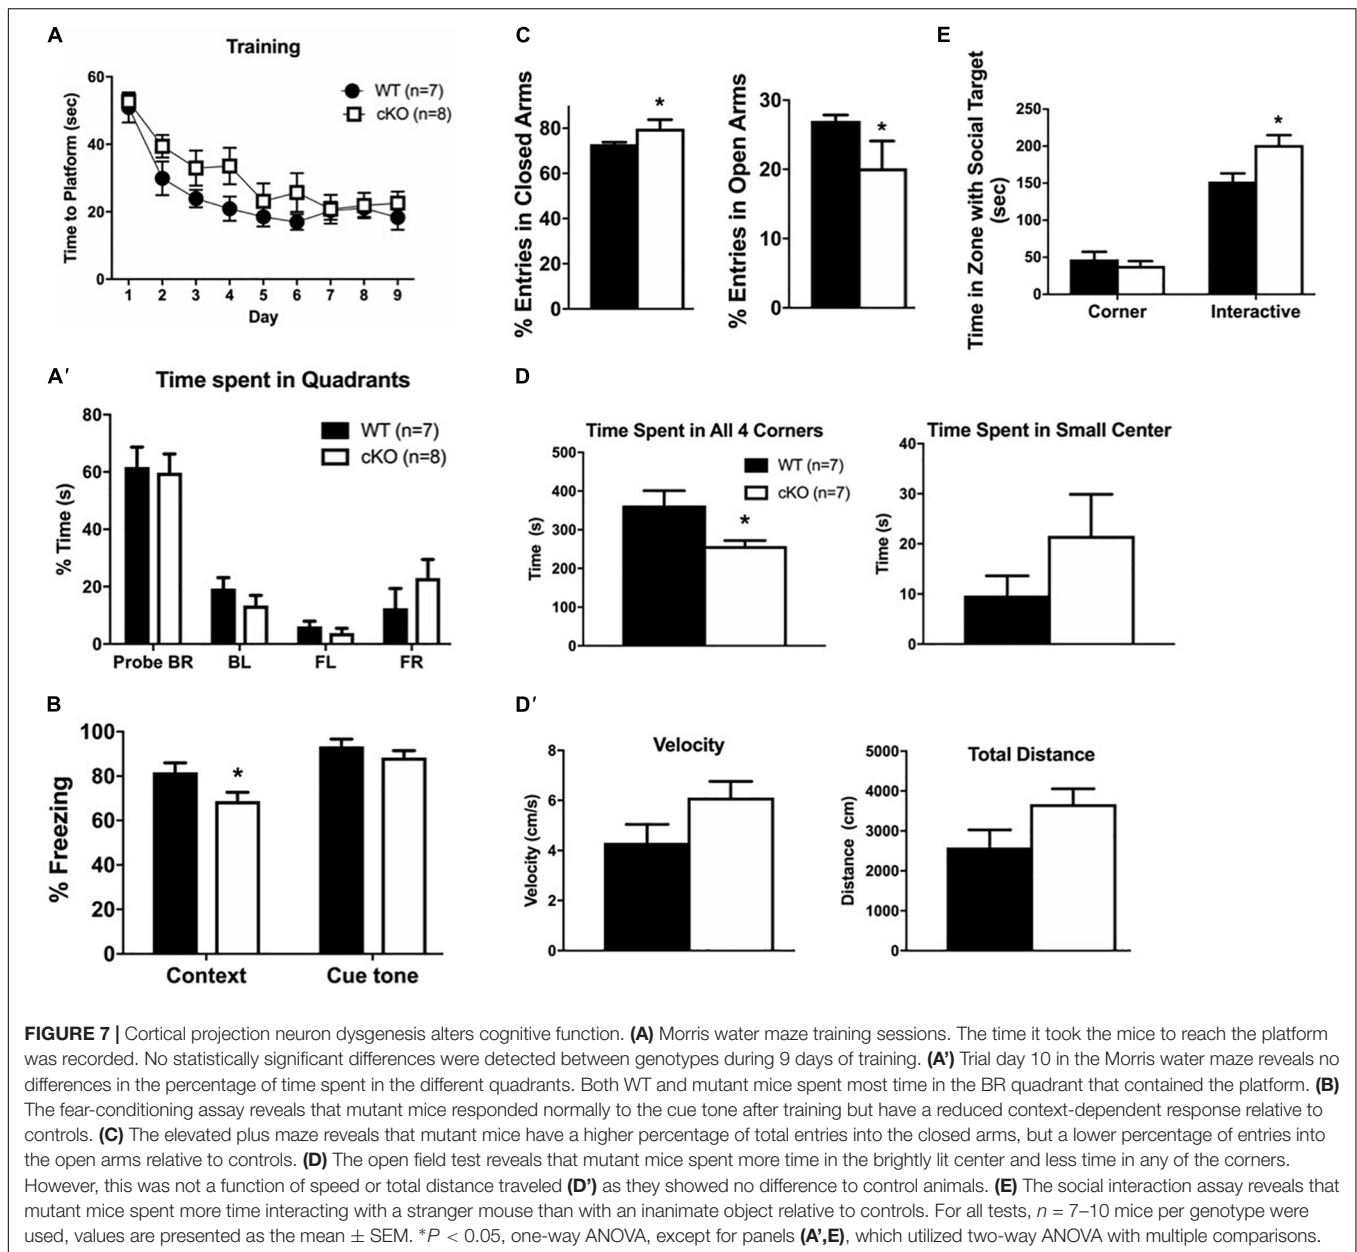 A
Training
Time to Platform (sec)
60
40
20
0
WT (n=7)
cKO (n=8)
1 2 3 4 5 6 7 8 9
Day
C
% Entries in Closed Arms
80
60
40
20
0
*
% Entries in Open Arms
30
20
10
0
*
E
Time in Zone with Social Target
(sec)
250
200
150
100
50
0
*
Corner Interactive
A′
Time spent in Quadrants
% Time (s)
80
60
40
20
0
WT (n=7)
cKO (n=8)
Probe BR BL FL FR
D
Time Spent in All 4 Corners
Time (s)
500
400
300
200
100
0
WT (n=7)
cKO (n=7)
*
Time Spent in Small Center
Time (s)
40
30
20
10
0
B
% Freezing
100
80
60
40
20
0
*
Context Cue tone
D′
Velocity
Velocity (cm/s)
8
6
4
2
0
Total Distance
Distance (cm)
5000
4000
3000
2000
1000
0
FIGURE 7 | Cortical projection neuron dysgenesis alters cognitive function. (A) Morris water maze training sessions. The time it took the mice to reach the platform
was recorded. No statistically significant differences were detected between genotypes during 9 days of training. (A’) Trial day 10 in the Morris water maze reveals no
differences in the percentage of time spent in the different quadrants. Both WT and mutant mice spent most time in the BR quadrant that contained the platform. (B)
The fear-conditioning assay reveals that mutant mice responded normally to the cue tone after training but have a reduced context-dependent response relative to
controls. (C) The elevated plus maze reveals that mutant mice have a higher percentage of total entries into the closed arms, but a lower percentage of entries into
the open arms relative to controls. (D) The open field test reveals that mutant mice spent more time in the brightly lit center and less time in any of the corners.
However, this was not a function of speed or total distance traveled (D’) as they showed no difference to control animals. (E) The social interaction assay reveals that
mutant mice spent more time interacting with a stranger mouse than with an inanimate object relative to controls. For all tests, n = 7–10 mice per genotype were
used, values are presented as the mean ± SEM. *P < 0.05, one-way ANOVA, except for panels (A’,E), which utilized two-way ANOVA with multiple comparisons.